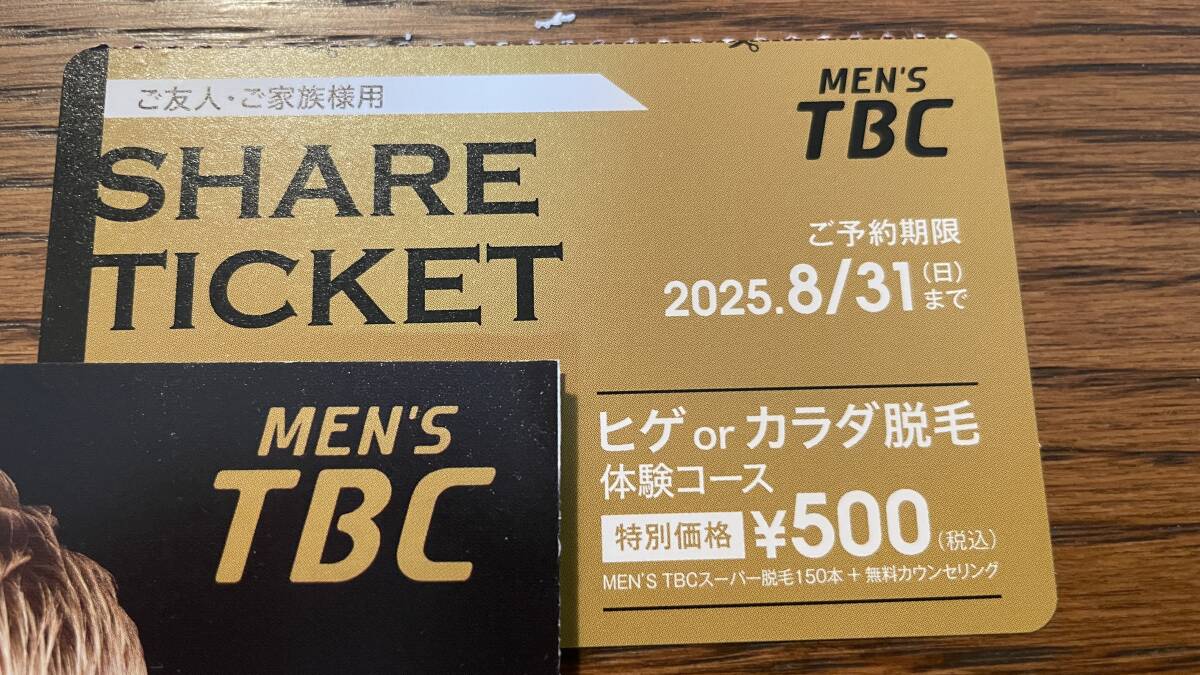 ご友人・ご家族様用
MEN'S
TBC
SHARE
TICKET
ご予約期限
2025.8/31(日)まで
MEN'S
TBC
ヒゲ or カラダ脱毛
体験コース
特別価格 ¥500(税込)
MEN'S TBCスーパー脱毛150本 + 無料カウンセリング